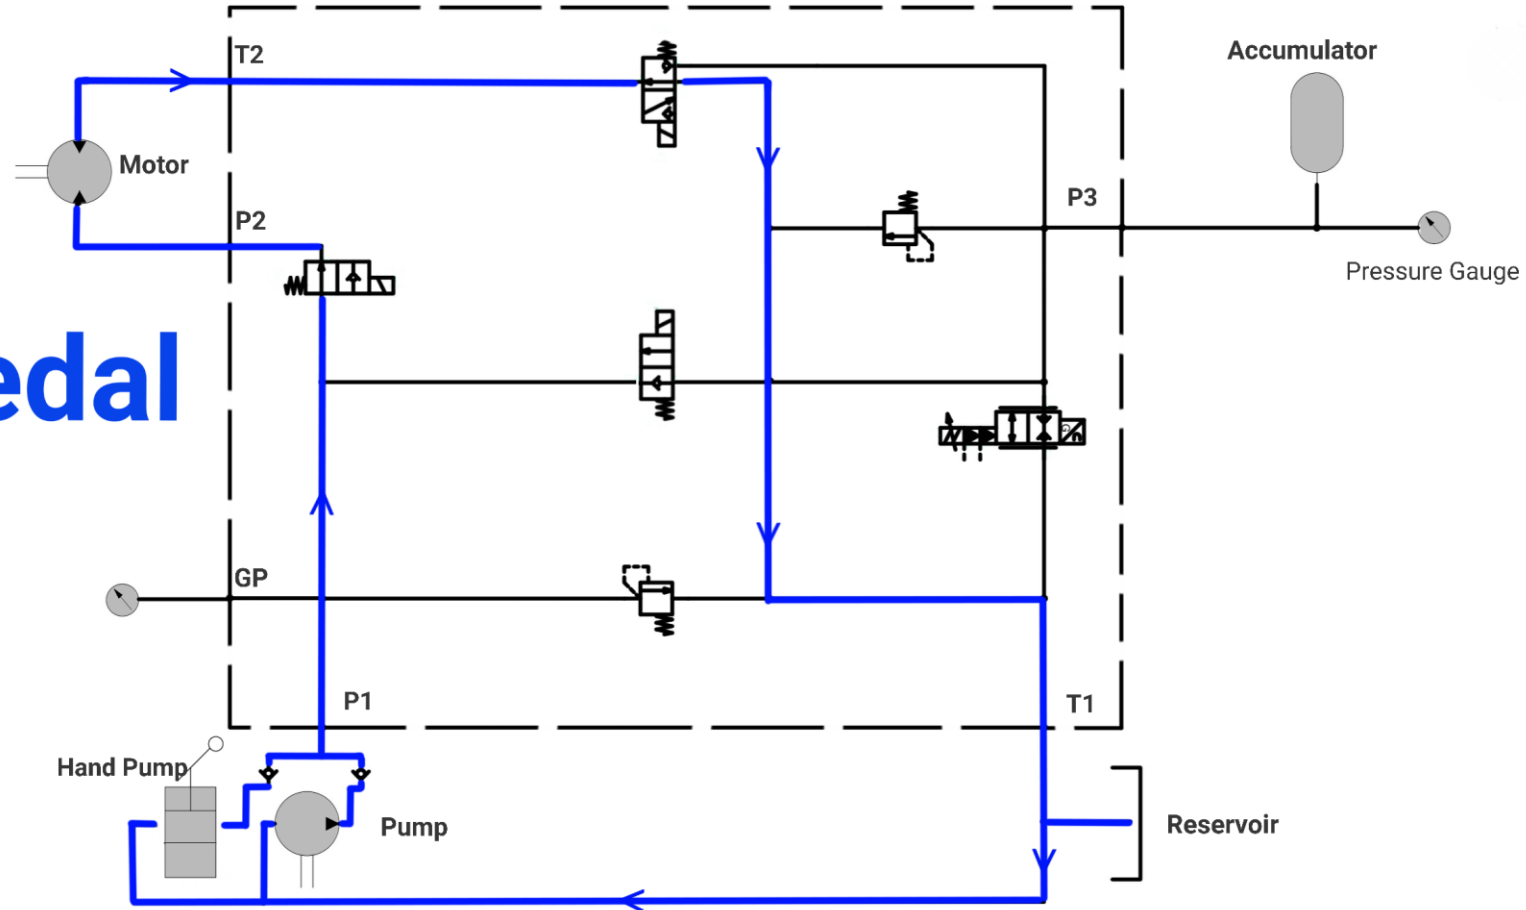 T2
Accumulator
Motor
P3
P2
Pressure Gauge
edal
GP
P1
T1
Hand Pump
Pump
Reservoir